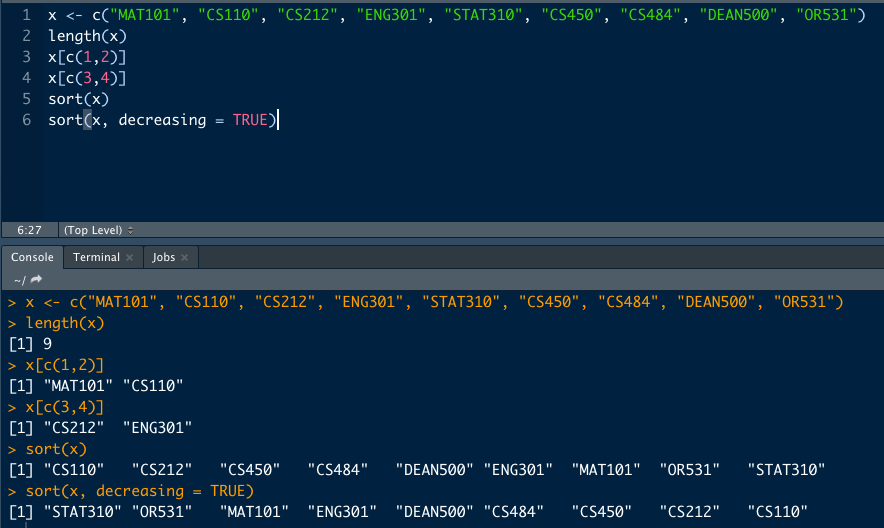 1 x <- c("MAT101", "CS110", "CS212", "ENG301", "STAT310", "CS450", "CS484", "DEAN500", "OR531")
2 length(x)
3 x[c(1,2)]
4 x[c(3,4)]
5 sort(x)
6 sort(x, decreasing = TRUE)
6:27 (Top Level)
Console Terminal × Jobs ×
~/
> x <- c("MAT101", "CS110", "CS212", "ENG301", "STAT310", "CS450", "CS484", "DEAN500", "OR531")
> length(x)
[1] 9
> x[c(1,2)]
[1] "MAT101" "CS110"
> x[c(3,4)]
[1] "CS212"  "ENG301"
> sort(x)
[1] "CS110"   "CS212"   "CS450"   "CS484"   "DEAN500" "ENG301"  "MAT101"  "OR531"   "STAT310"
> sort(x, decreasing = TRUE)
[1] "STAT310" "OR531"   "MAT101"  "ENG301"  "DEAN500" "CS484"   "CS450"   "CS212"   "CS110"